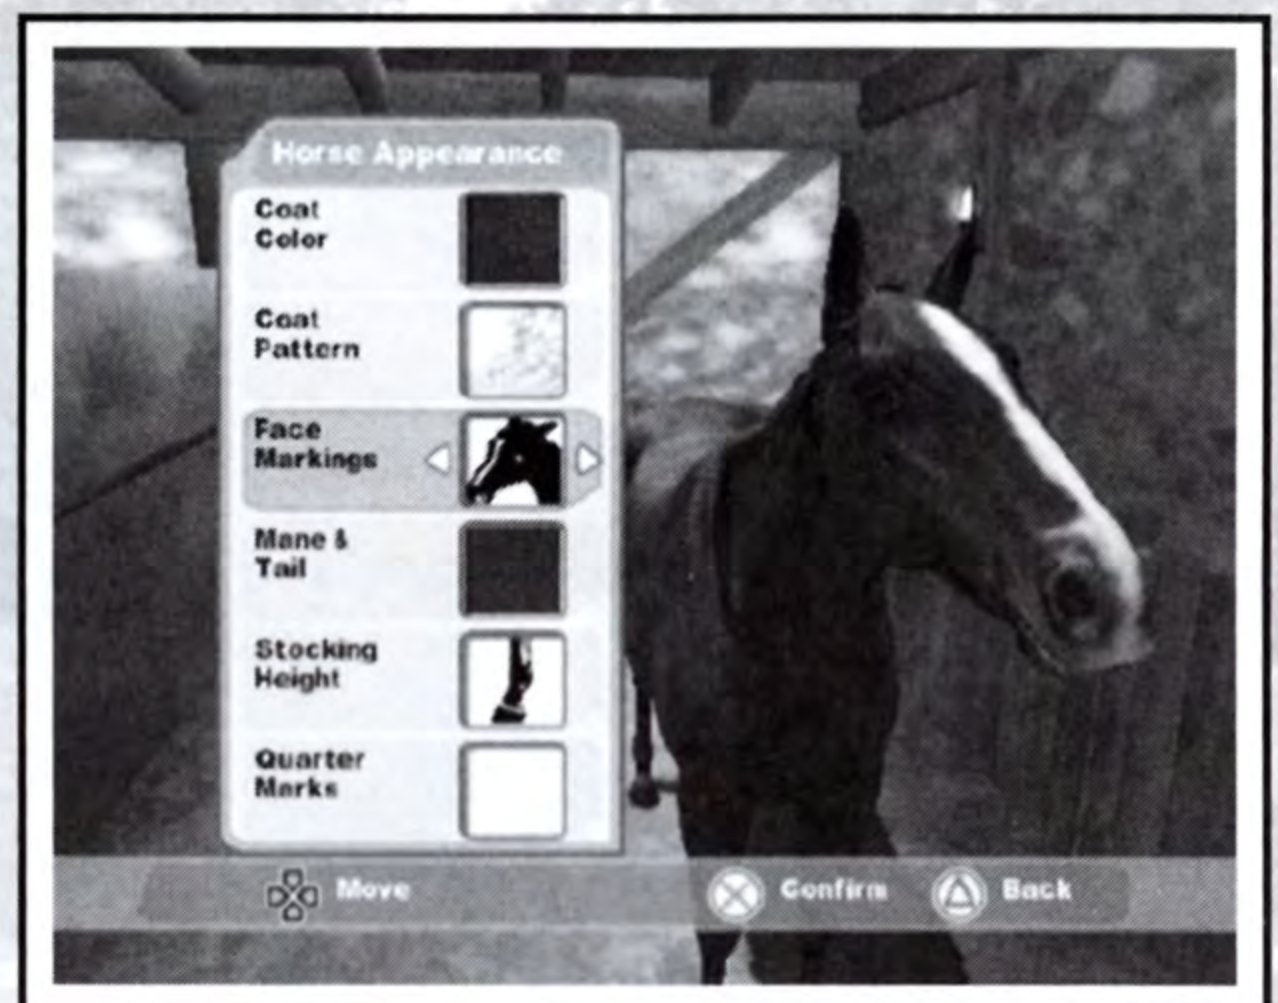 Horse Appearance
Coat
Color
Coat
Pattern
Face
Markings
Mane &
Tail
Stocking
Height
Quarter
Marks
Move
Confirm
Back